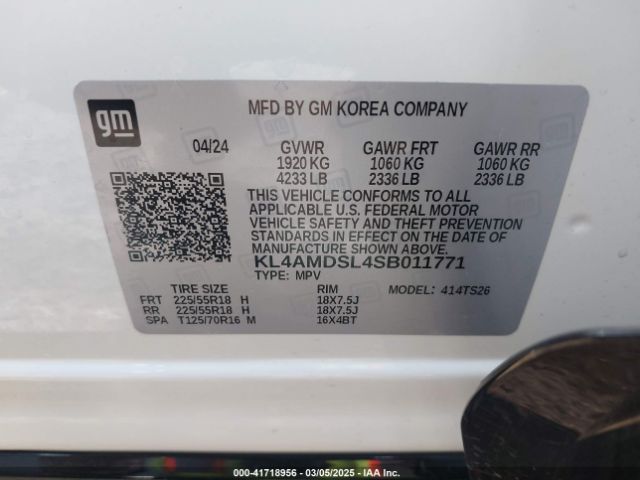 gm
MFD BY GM KOREA COMPANY
04/24 GVWR GAWR FRT GAWR RR
1920 KG 1060 KG 1060 KG
4233 LB 2336 LB 2336 LB
THIS VEHICLE CONFORMS TO ALL
APPLICABLE U.S. FEDERAL MOTOR
VEHICLE SAFETY AND THEFT PREVENTION
STANDARDS IN EFFECT ON THE DATE OF
MANUFACTURE SHOWN ABOVE.
KL4AMDSL4SB011771
TYPE: MPV MODEL: 414TS26
TIRE SIZE RIM
FRT 225/55R18 H 18X7.5J
RR 225/55R18 H 18X7.5J
SPA T125/70R16 M 16X4BT
000-41718956 | 03/05/2025 | IAAI.COM